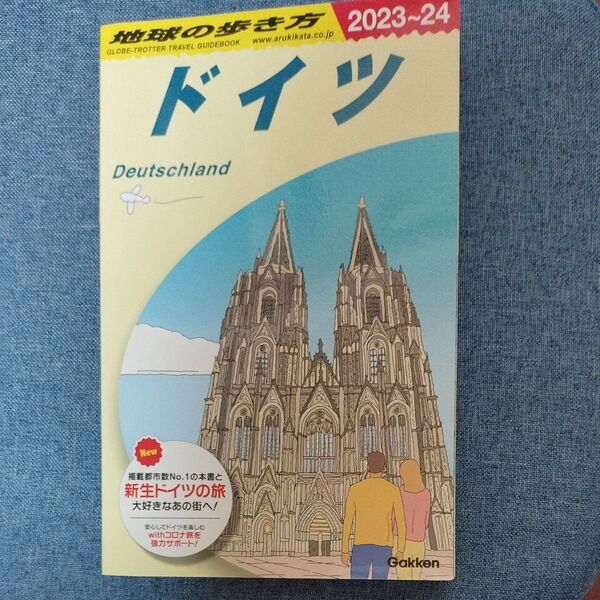 地球の歩き方
GLOBE-TROTTER TRAVEL GUIDEBOOK
www.arukikata.co.jp
2023~24
ドイツ
Deutschland
New
掲載都市数No.1の本書と
新生ドイツの旅
大好きなあの街へ!
安心してドイツを楽しむ
withコロナ旅を
強力サポート!
Gakken